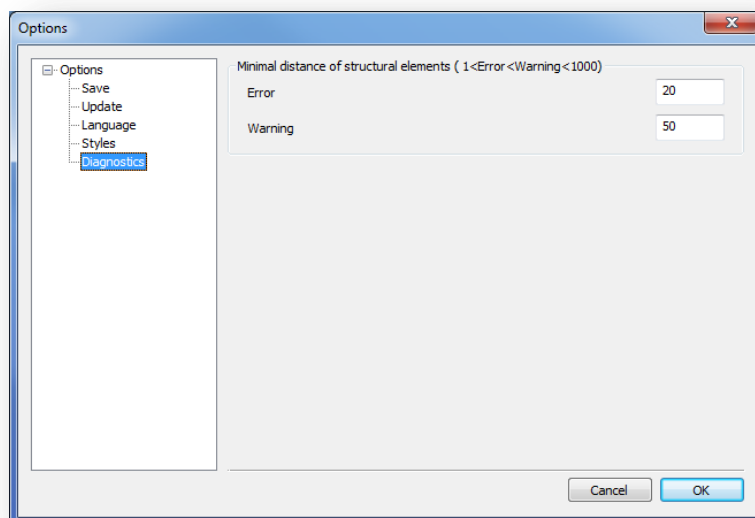 Options
Options
Save
Update
Language
Styles
Diagnostics
Minimal distance of structural elements ( 1<Error<Warning<1000)
Error 20
Warning 50
Cancel OK